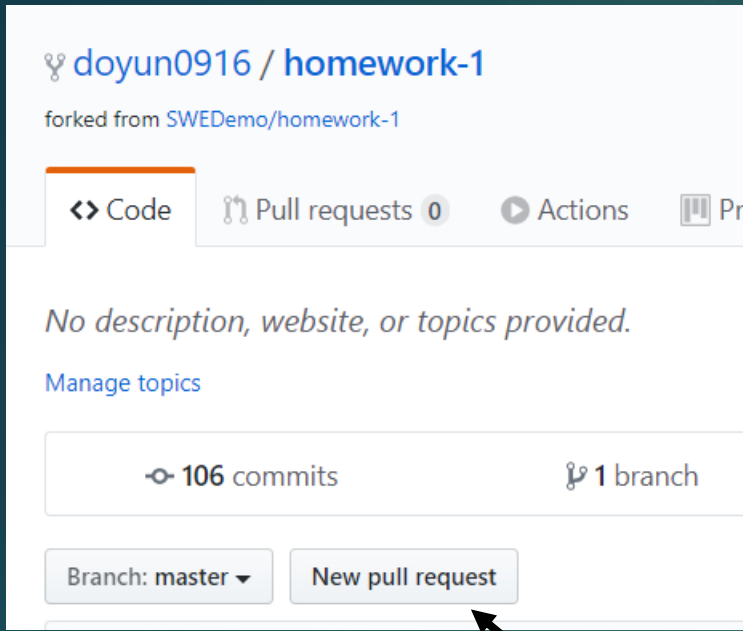 doyun0916 / homework-1
forked from SWEDemo/homework-1
<> Code Pull requests 0 Actions Pr
No description, website, or topics provided.
Manage topics
106 commits 1 branch
Branch: master New pull request